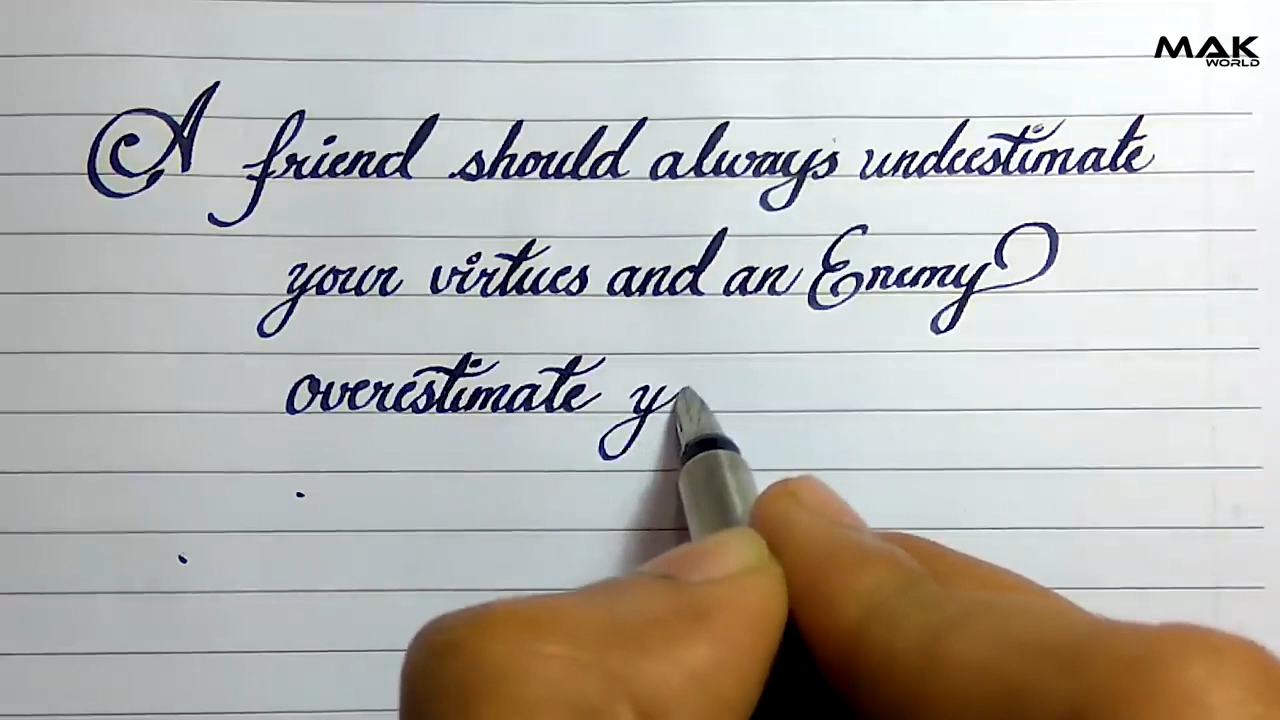 MAK
WORLD
A friend should always undeestimate
your virtues and an Enemy
overestimate y